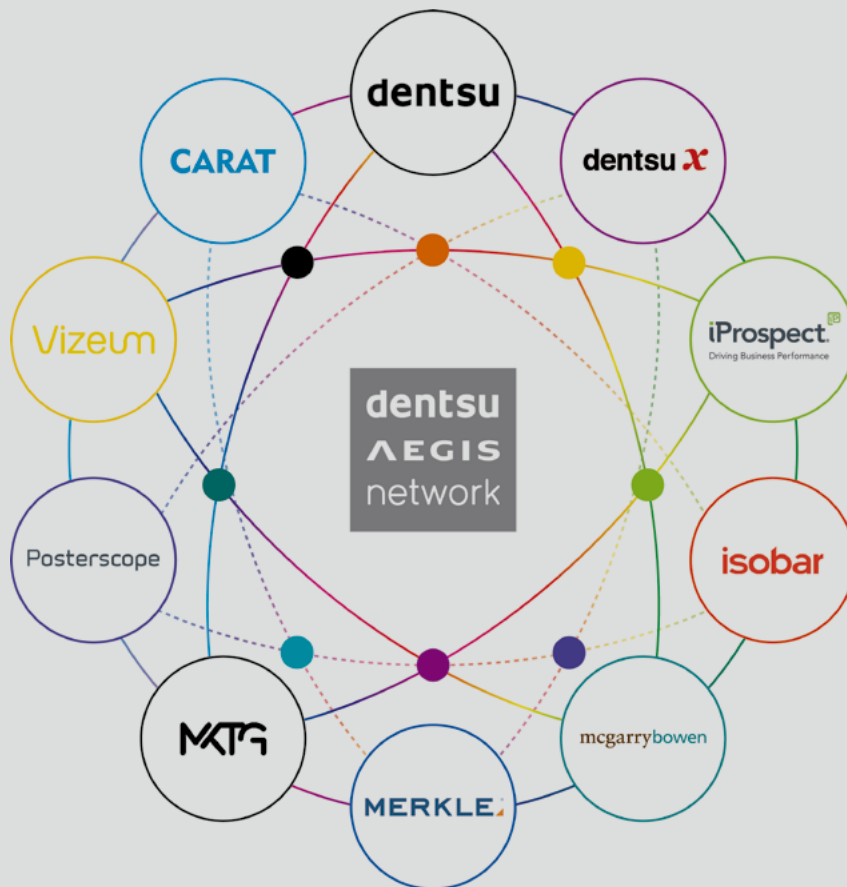 dentsu
CARAT
dentsu x
Vizeum
iProspect.
Driving Business Performance
dentsu
AEGIS
network
Posterscope
isobar
MKTG
mcgarrybowen
MERKLE